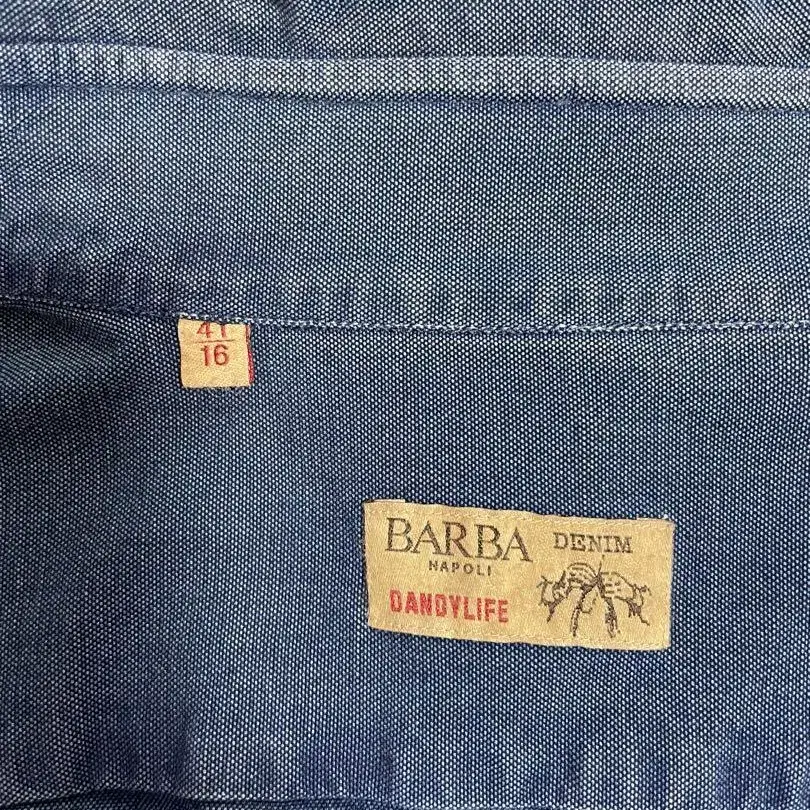 41
16
BARBA DENIM
NAPOLI
DANDYLIFE